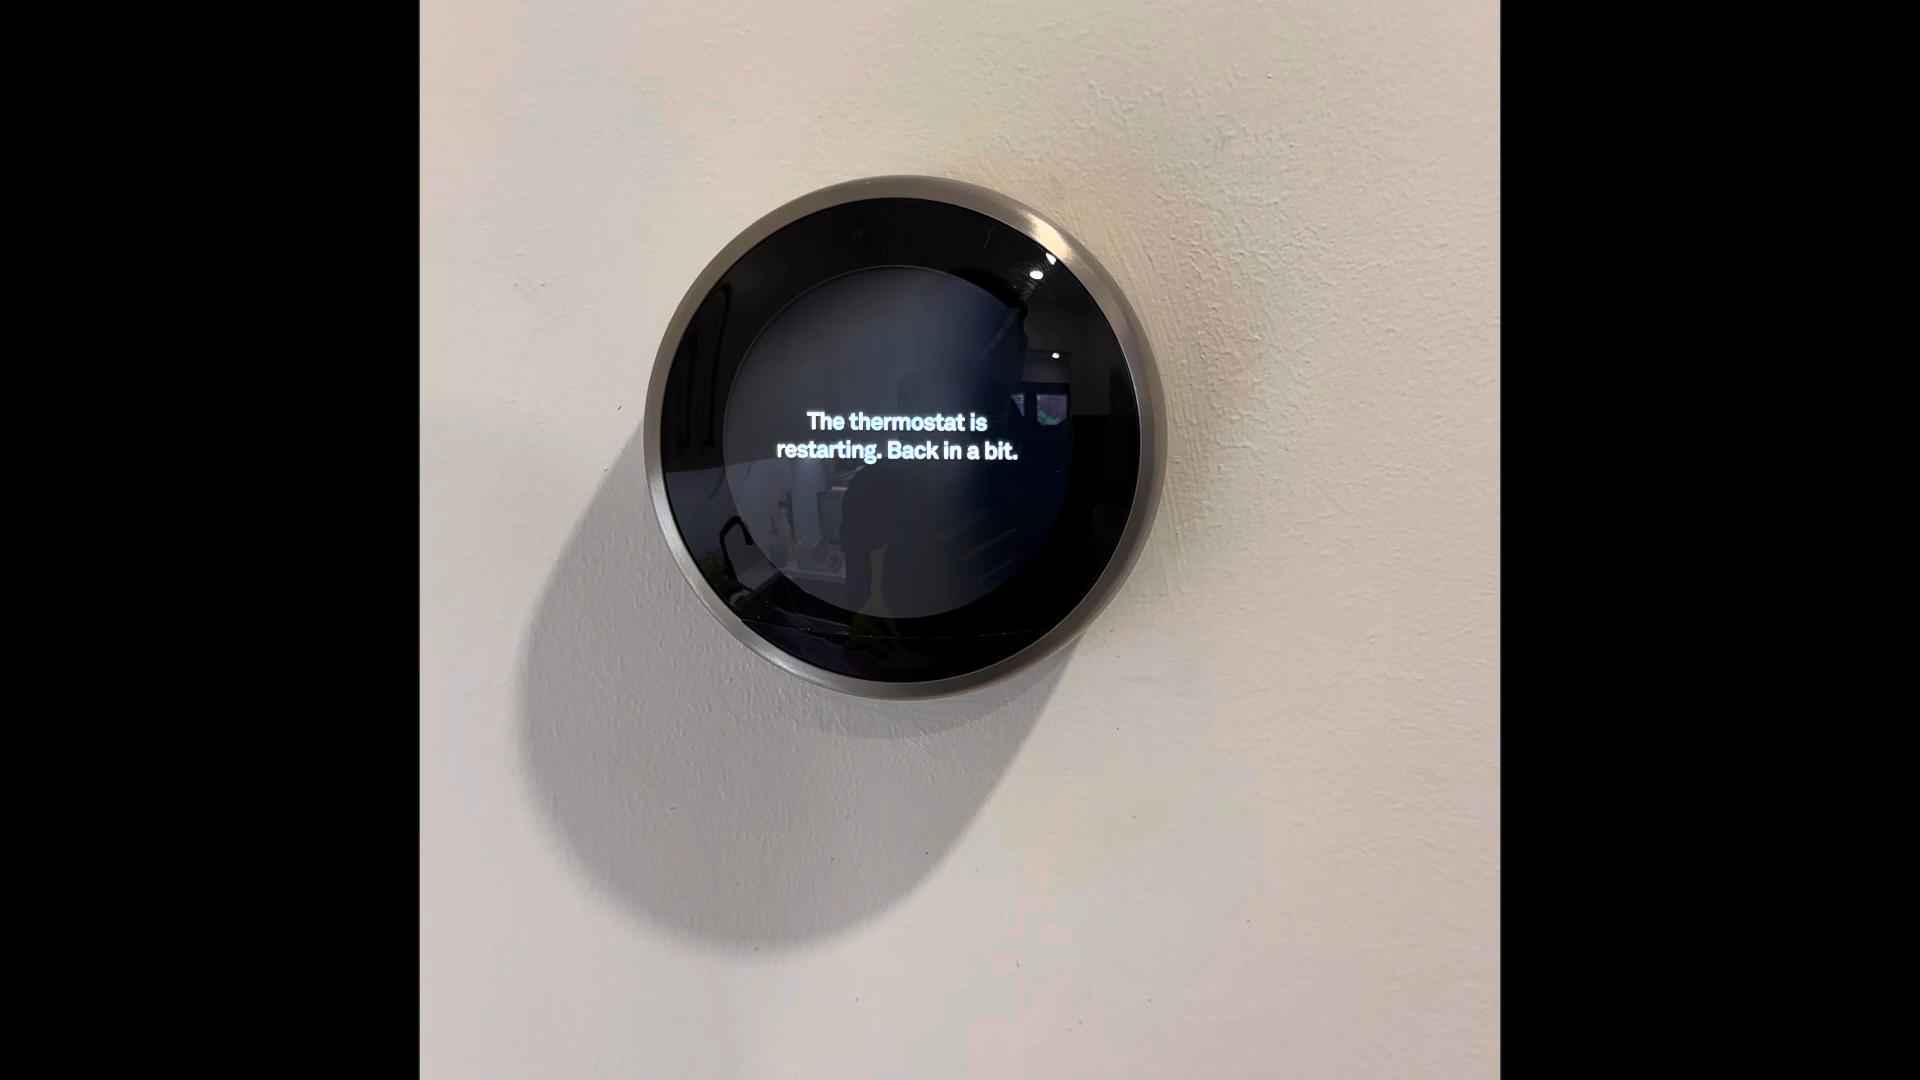 The thermostat is
restarting. Back in a bit.